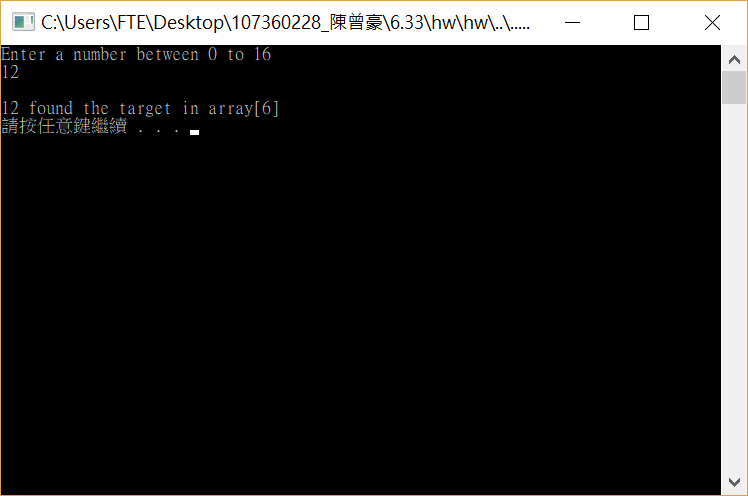 C:\Users\FTE\Desktop\107360228_陳曾豪\6.33\hw\hw\..\.....
Enter a number between 0 to 16
12
12 found the target in array[6]
請按任意鍵繼續 . . .